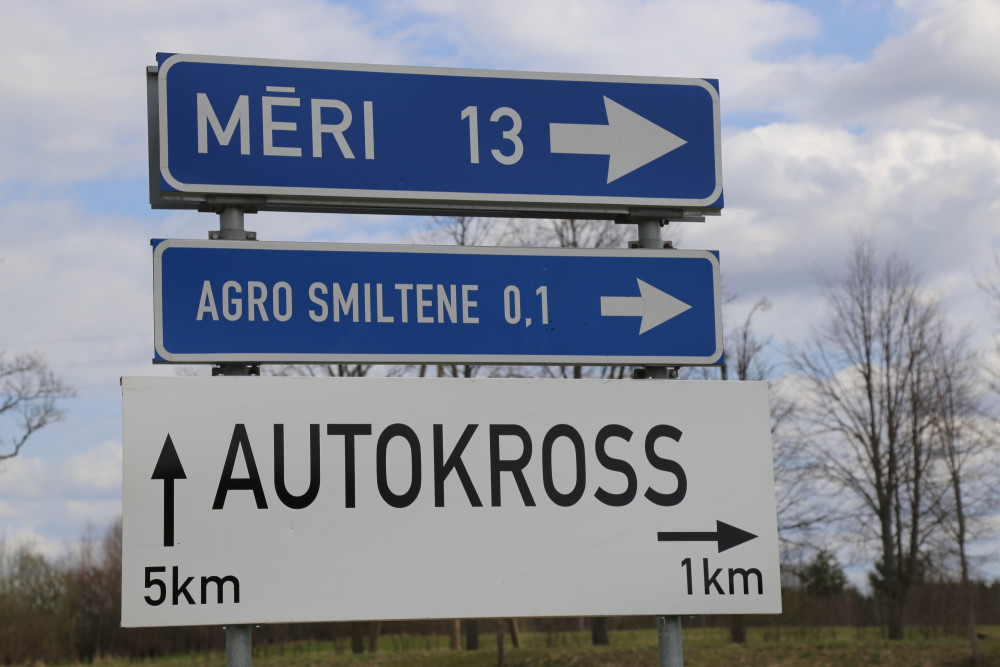 MĒRI 13
AGRO SMILTENE 0,1
AUTOKROSS
5km 1km